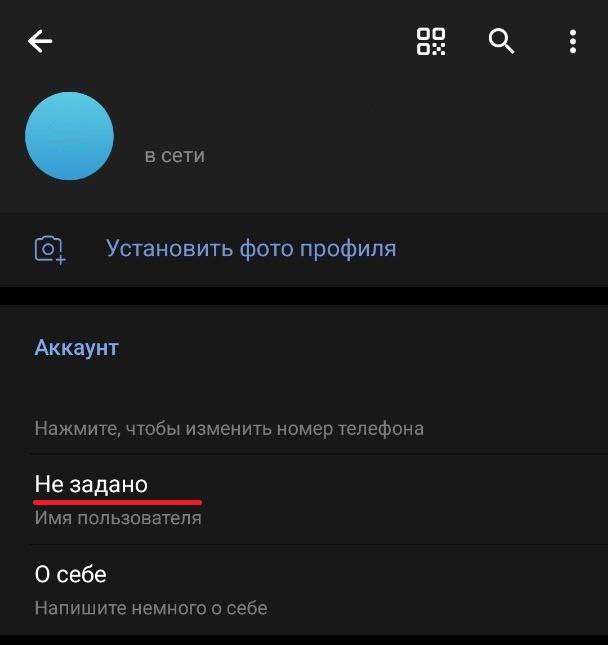 в сети
Установить фото профиля
Аккаунт
Нажмите, чтобы изменить номер телефона
Не задано
Имя пользователя
О себе
Напишите немного о себе